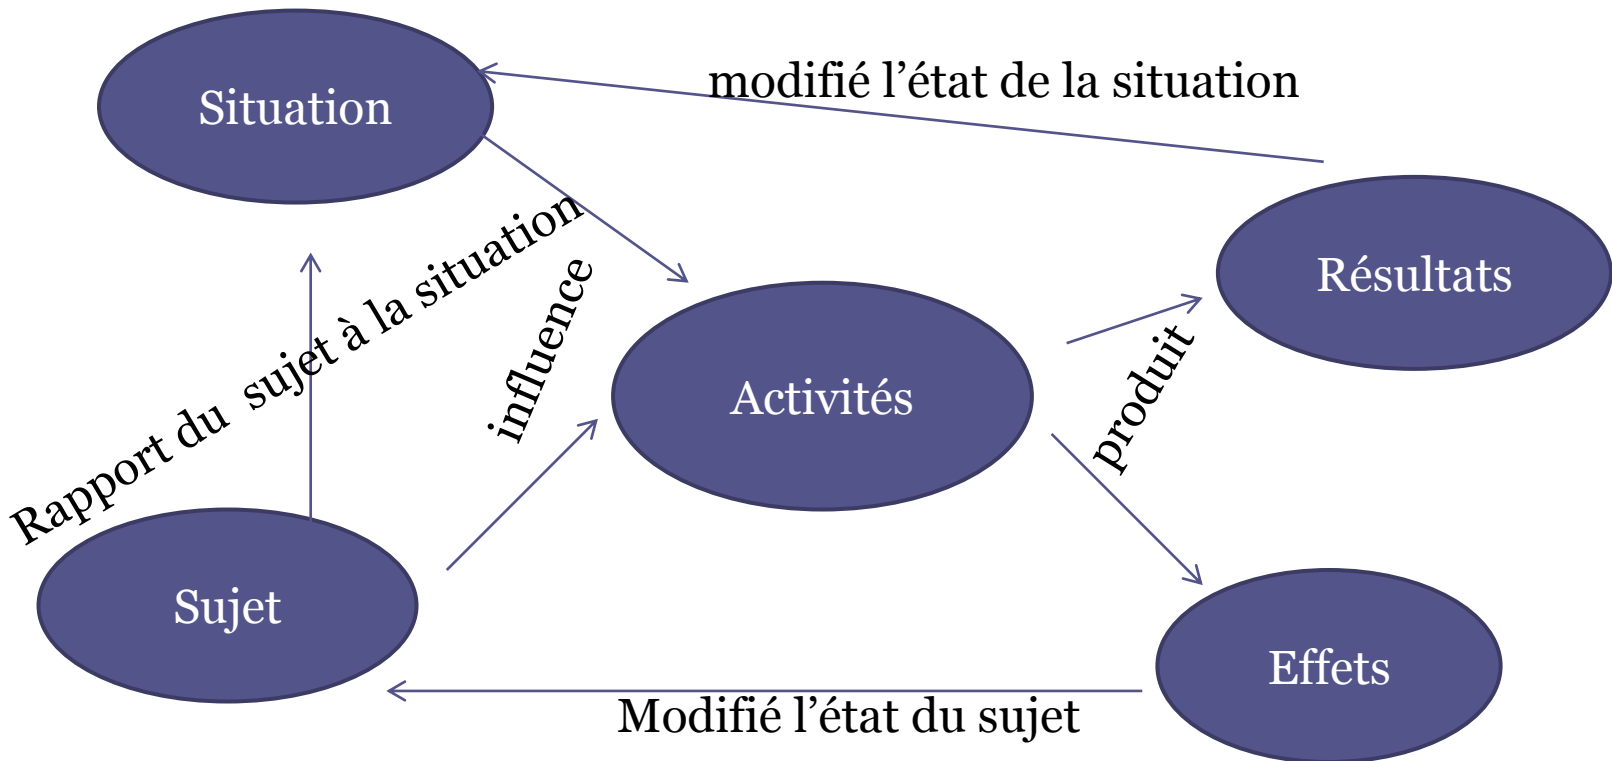 Situation
modifié l’état de la situation
Résultats
Rapport du sujet à la situation
influence
Activités
produit
Sujet
Effets
Modifié l’état du sujet